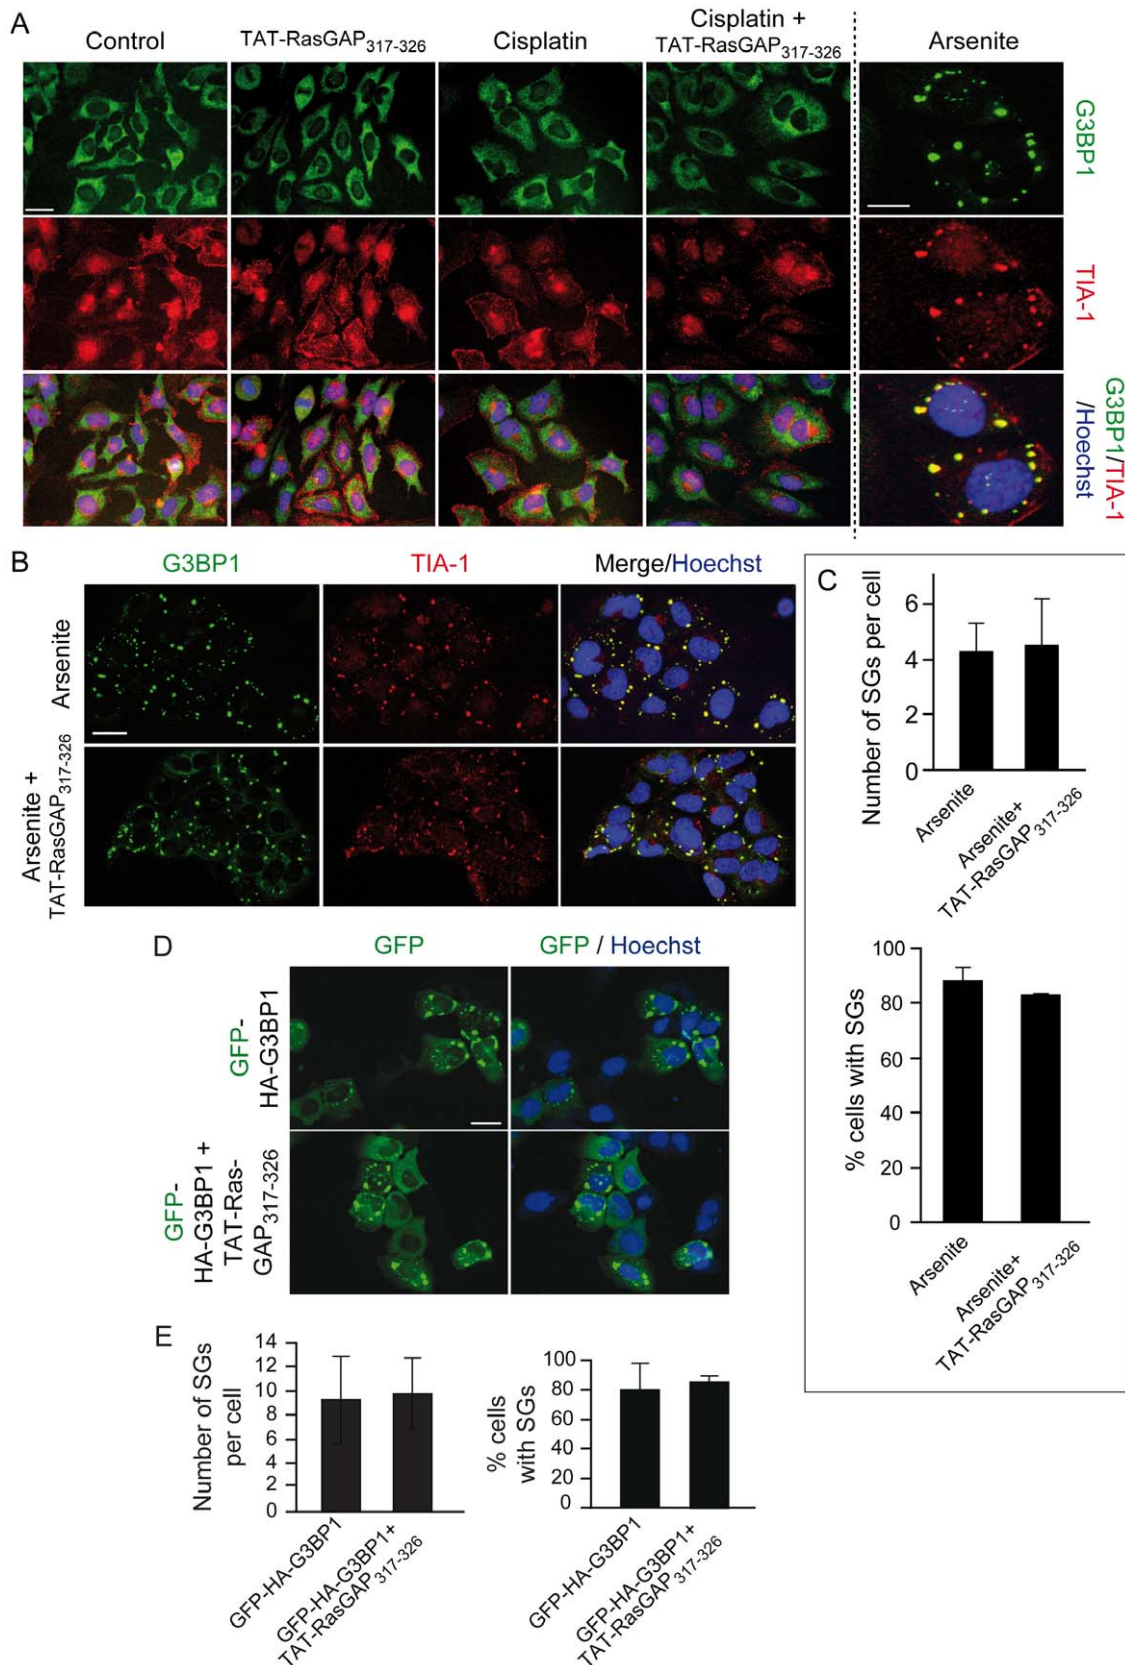 A
Control
TAT-RasGAP317-326
Cisplatin
Cisplatin +
TAT-RasGAP317-326
Arsenite
G3BP1
TIA-1
G3BP1/TIA-1
/Hoechst
B
G3BP1
TIA-1
Merge/Hoechst
Arsenite
Arsenite +
TAT-RasGAP317-326
C
Number of SGs per cell
6
4
2
0
Arsenite
Arsenite+
TAT-RasGAP317-326
% cells with SGs
100
80
60
40
20
0
Arsenite
Arsenite+
TAT-RasGAP317-326
D
GFP
GFP / Hoechst
GFP-
HA-G3BP1
GFP-
HA-G3BP1 +
TAT-Ras-
GAP317-326
E
Number of SGs
per cell
14
12
10
8
6
4
2
0
GFP-HA-G3BP1
GFP-HA-G3BP1+
TAT-RasGAP317-326
% cells
with SGs
100
80
60
40
20
0
GFP-HA-G3BP1
GFP-HA-G3BP1+
TAT-RasGAP317-326